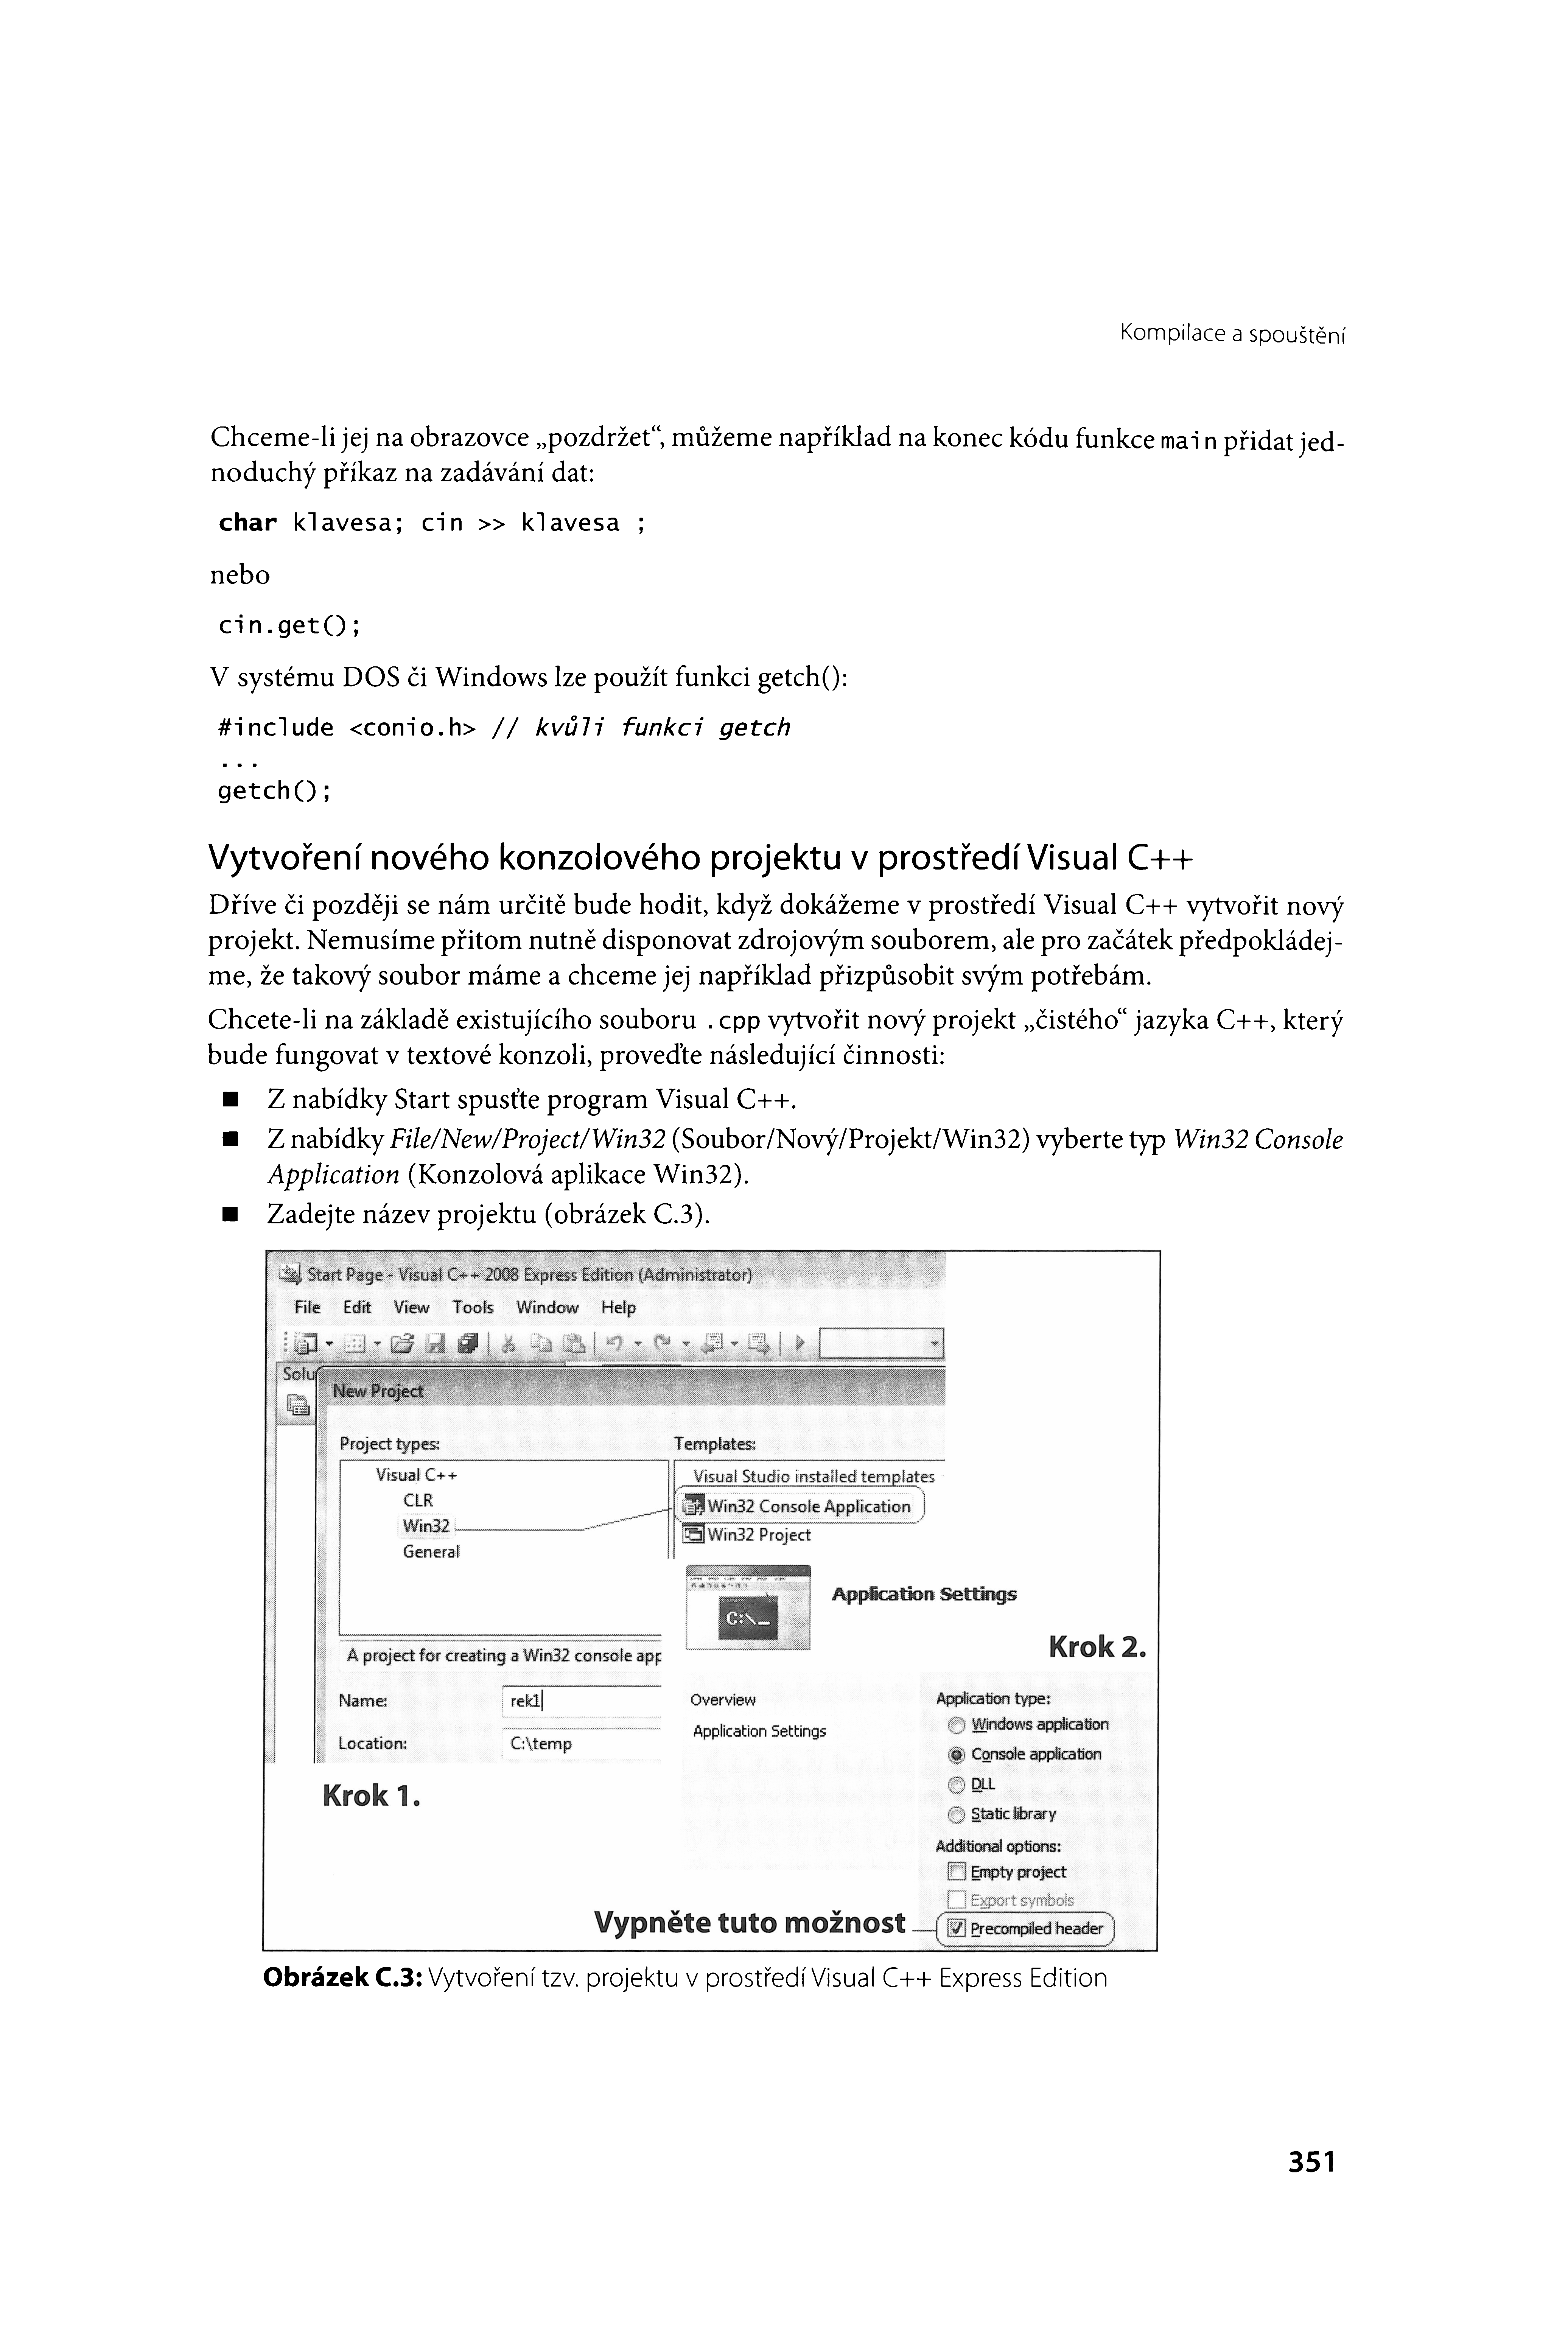 Kompilace a spouštění
Chceme-li jej na obrazovce „pozdržet“, můžeme například na konec kódu funkce main přidat jed-
noduchý příkaz na zadávání dat:
char klavesa; cin >> klavesa ;
nebo
cin.get();
V systému DOS či Windows lze použít funkci getch():
#include <conio.h> // kvůli funkci getch
...
getch();
Vytvoření nového konzolového projektu v prostředí Visual C++
Dříve či později se nám určitě bude hodit, když dokážeme v prostředí Visual C++ vytvořit nový
projekt. Nemusíme přitom nutně disponovat zdrojovým souborem, ale pro začátek předpokládej-
me, že takový soubor máme a chceme jej například přizpůsobit svým potřebám.
Chcete-li na základě existujícího souboru .cpp vytvořit nový projekt „čistého“ jazyka C++, který
bude fungovat v textové konzoli, proveďte následující činnosti:
■ Z nabídky Start spusťte program Visual C++.
■ Z nabídky File/New/Project/Win32 (Soubor/Nový/Projekt/Win32) vyberte typ Win32 Console
Application (Konzolová aplikace Win32).
■ Zadejte název projektu (obrázek C.3).
Start Page - Visual C++ 2008 Express Edition (Administrator)
File Edit View Tools Window Help
Solu
New Project
Project types:
Templates:
Visual C++
CLR
Win32
General
Visual Studio installed templates
Win32 Console Application
Win32 Project
C:\_
Application Settings
Krok 2.
A project for creating a Win32 console app
Name: rek1
Location: C:\temp
Krok 1.
Overview
Application Settings
Application type:
Windows application
Console application
DLL
Static library
Additional options:
Empty project
Export symbols
Vypněte tuto možnost
Precompiled header
Obrázek C.3: Vytvoření tzv. projektu v prostředí Visual C++ Express Edition
351